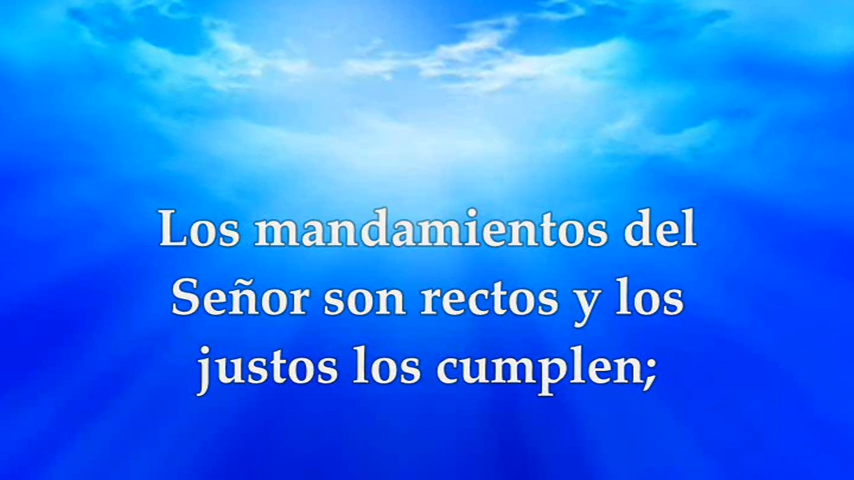 Los mandamientos del
Señor son rectos y los
justos los cumplen;